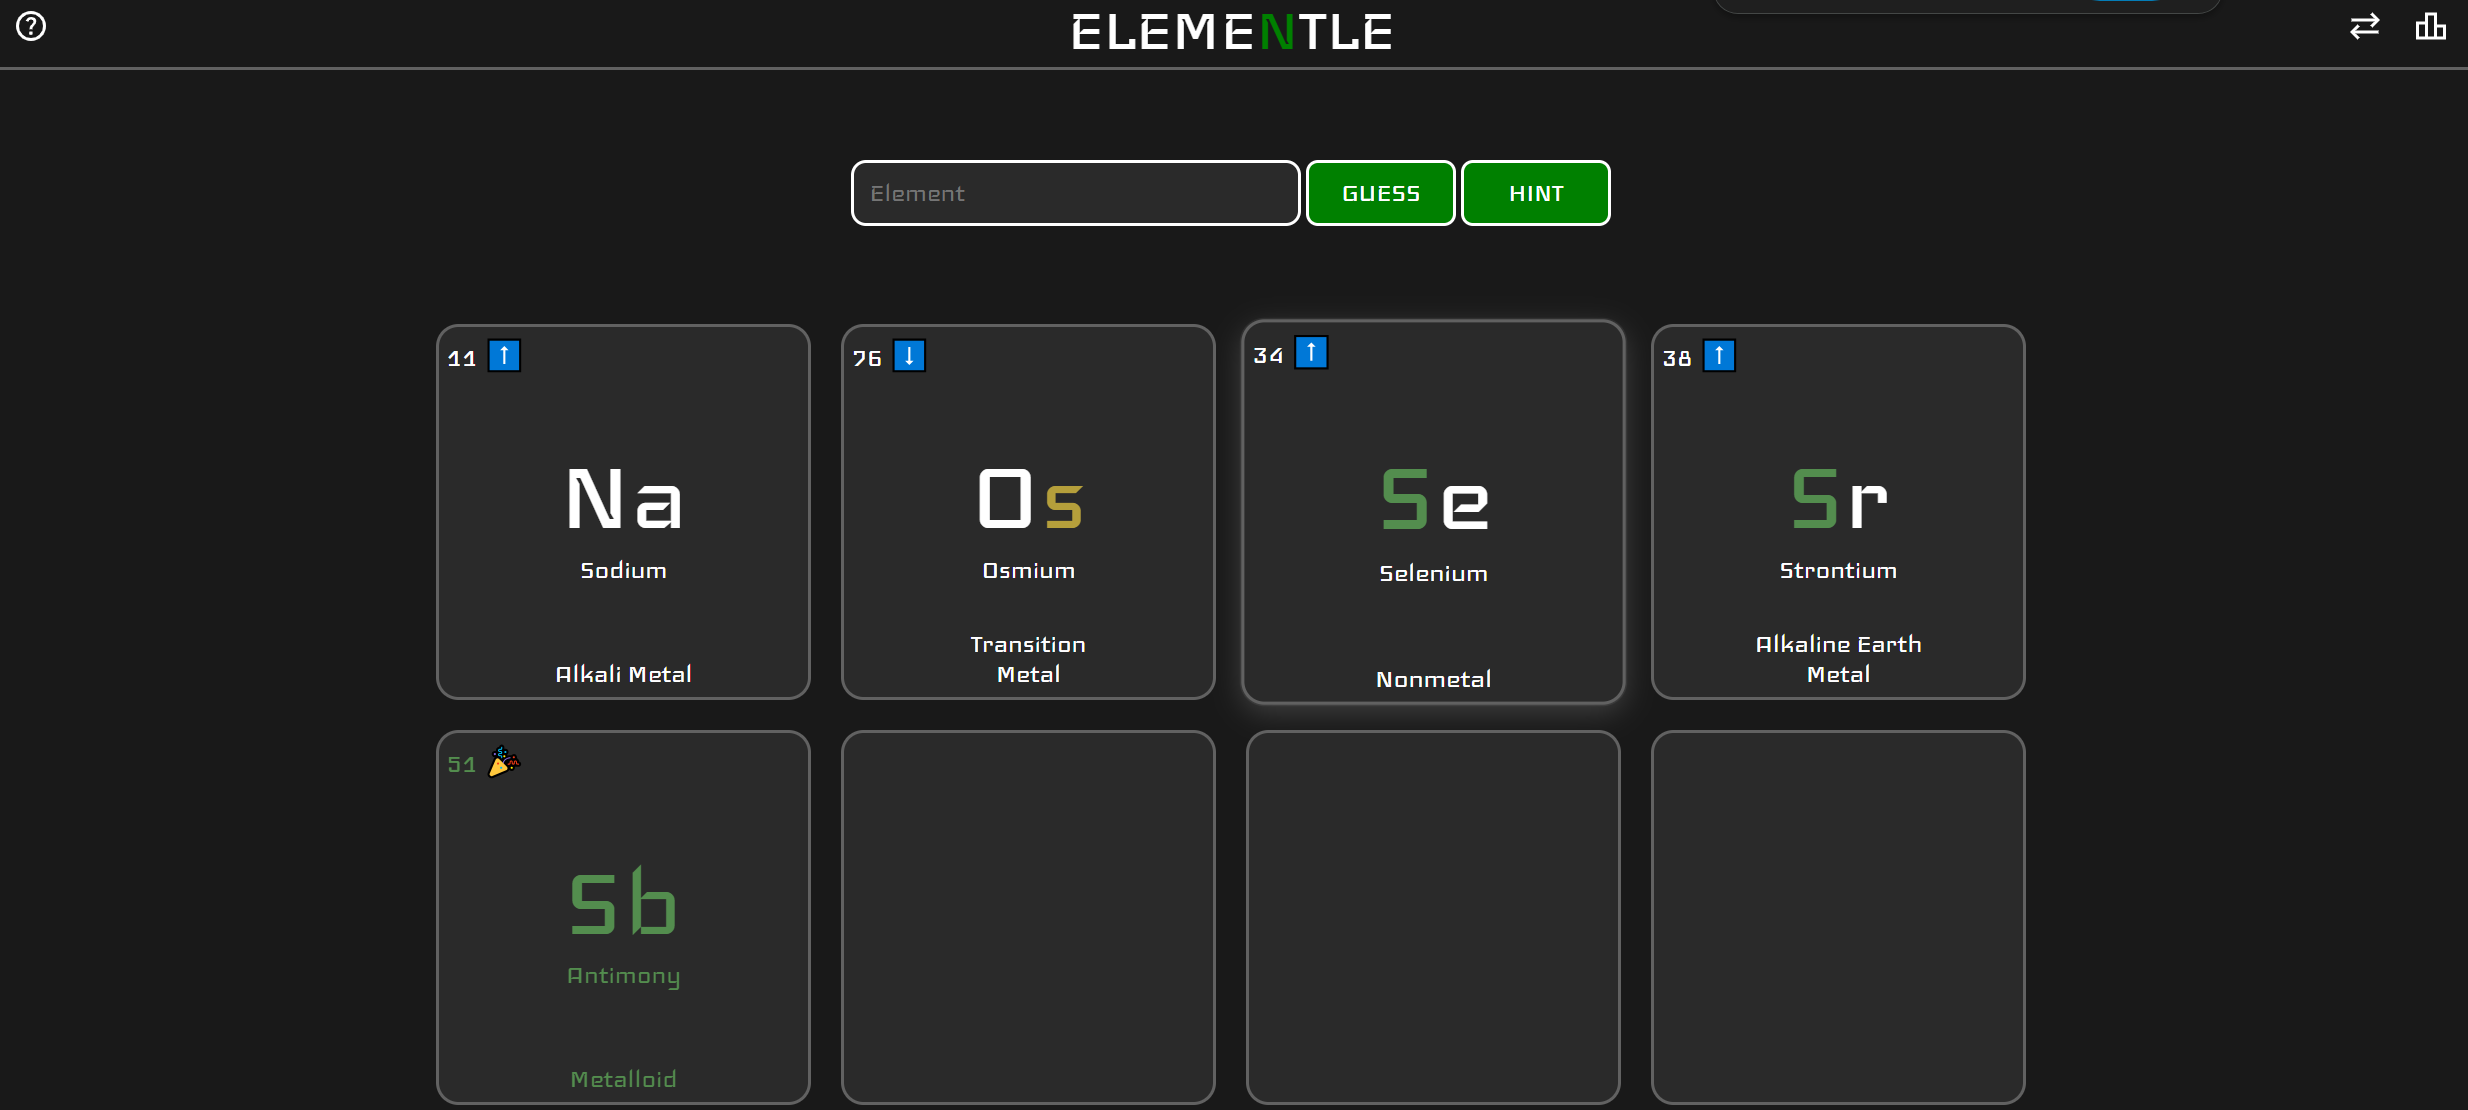 ELEMENTLE
Element
GUESS
HINT
11 ↑
Na
Sodium
Alkali Metal
76 ↓
Os
Osmium
Transition
Metal
34 ↑
Se
Selenium
Nonmetal
38 ↑
Sr
Strontium
Alkaline Earth
Metal
51
Sb
Antimony
Metalloid